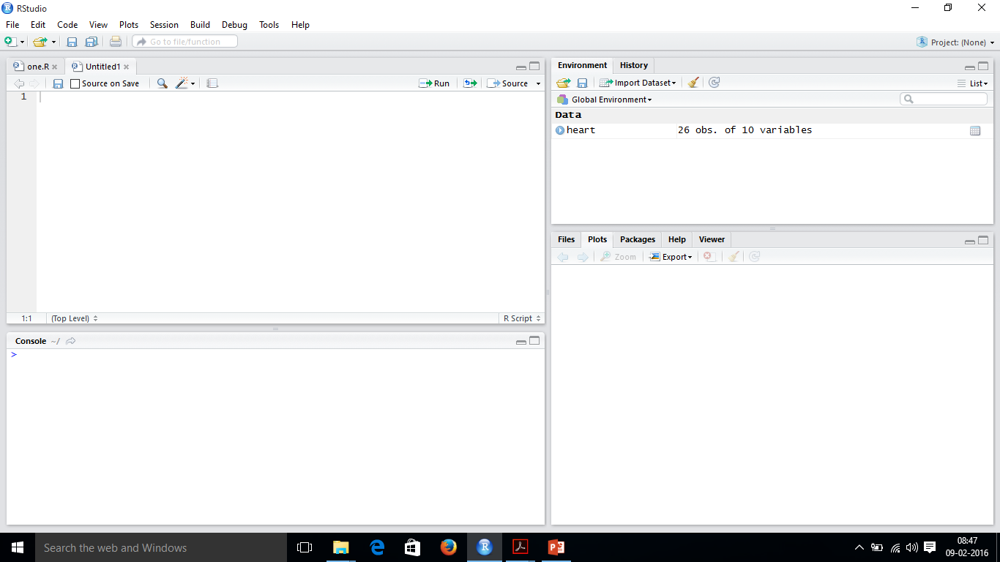 RStudio
File Edit Code View Plots Session Build Debug Tools Help
Go to file/function
Project: (None)
one.R
Untitled1
Source on Save
Run
Source
1
1:1
(Top Level)
R Script
Console ~/
>
Environment History
Import Dataset
List
Global Environment
Data
heart 26 obs. of 10 variables
Files Plots Packages Help Viewer
Zoom
Export
Search the web and Windows
08:47
09-02-2016